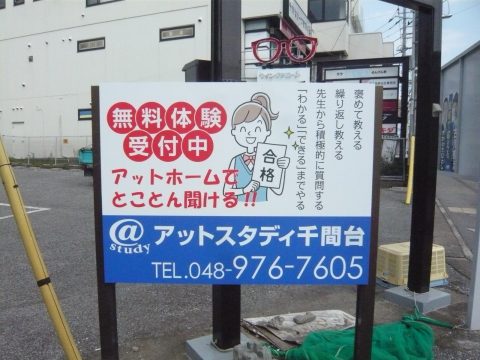 無料体験
受付中
アットホームで
とことん聞ける!!
褒めて教える
繰り返し教える
先生から積極的に質問する
「わかる」「できる」までやる
合格
@study
アットスタディ千間台
TEL.048-976-7605